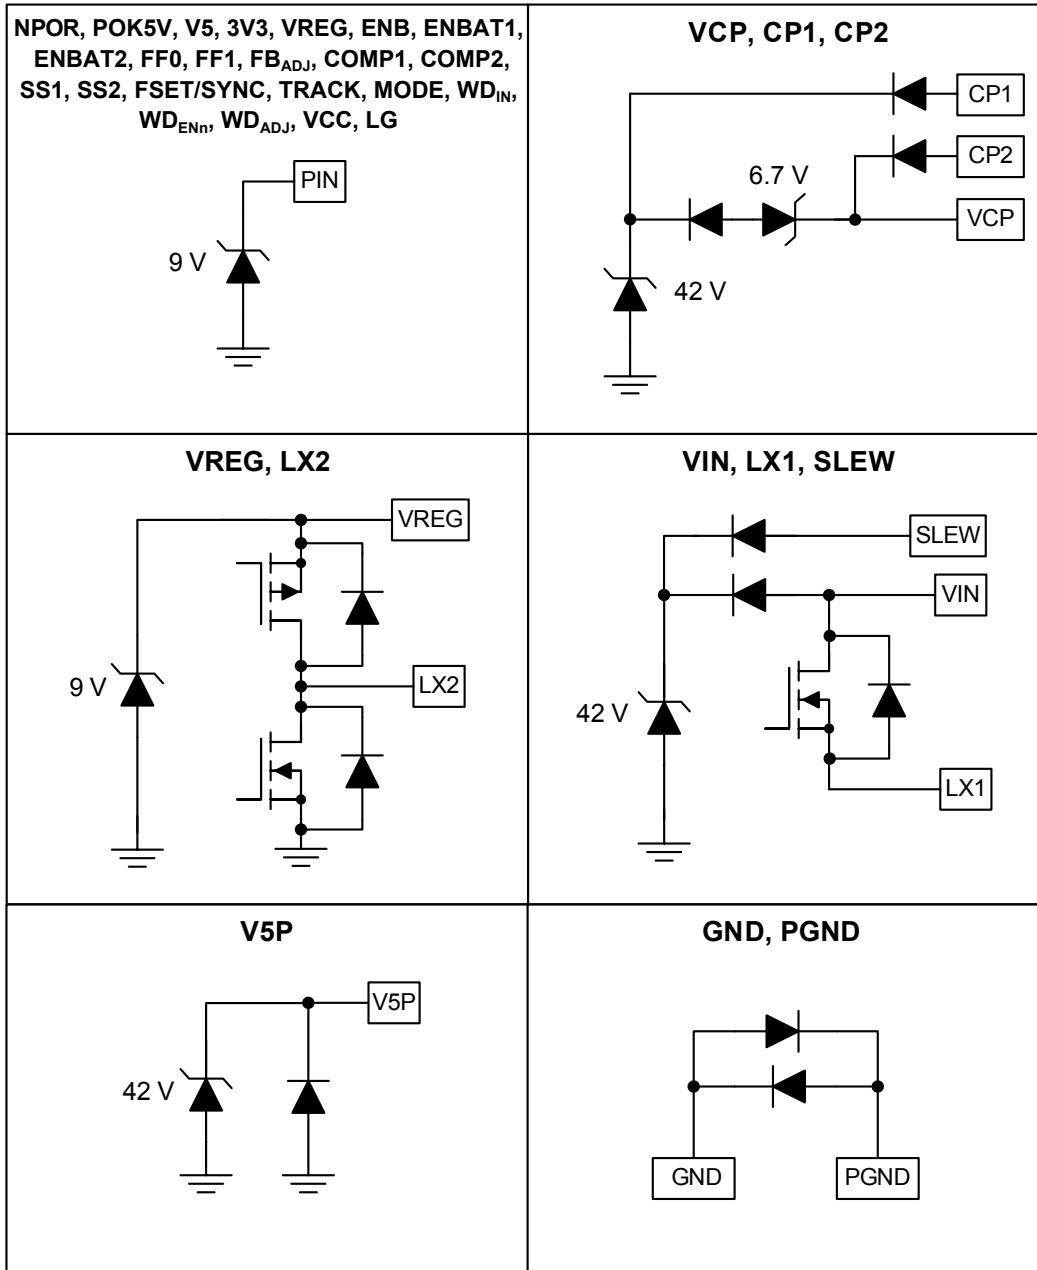 NPOR, POK5V, V5, 3V3, VREG, ENB, ENBAT1,
ENBAT2, FF0, FF1, FBADJ, COMP1, COMP2,
SS1, SS2, FSET/SYNC, TRACK, MODE, WDIN,
WDENn, WDADJ, VCC, LG
PIN
9 V
VCP, CP1, CP2
CP1
CP2
6.7 V
VCP
42 V
VREG, LX2
VREG
9 V
LX2
VIN, LX1, SLEW
SLEW
VIN
42 V
LX1
V5P
V5P
42 V
GND, PGND
GND
PGND